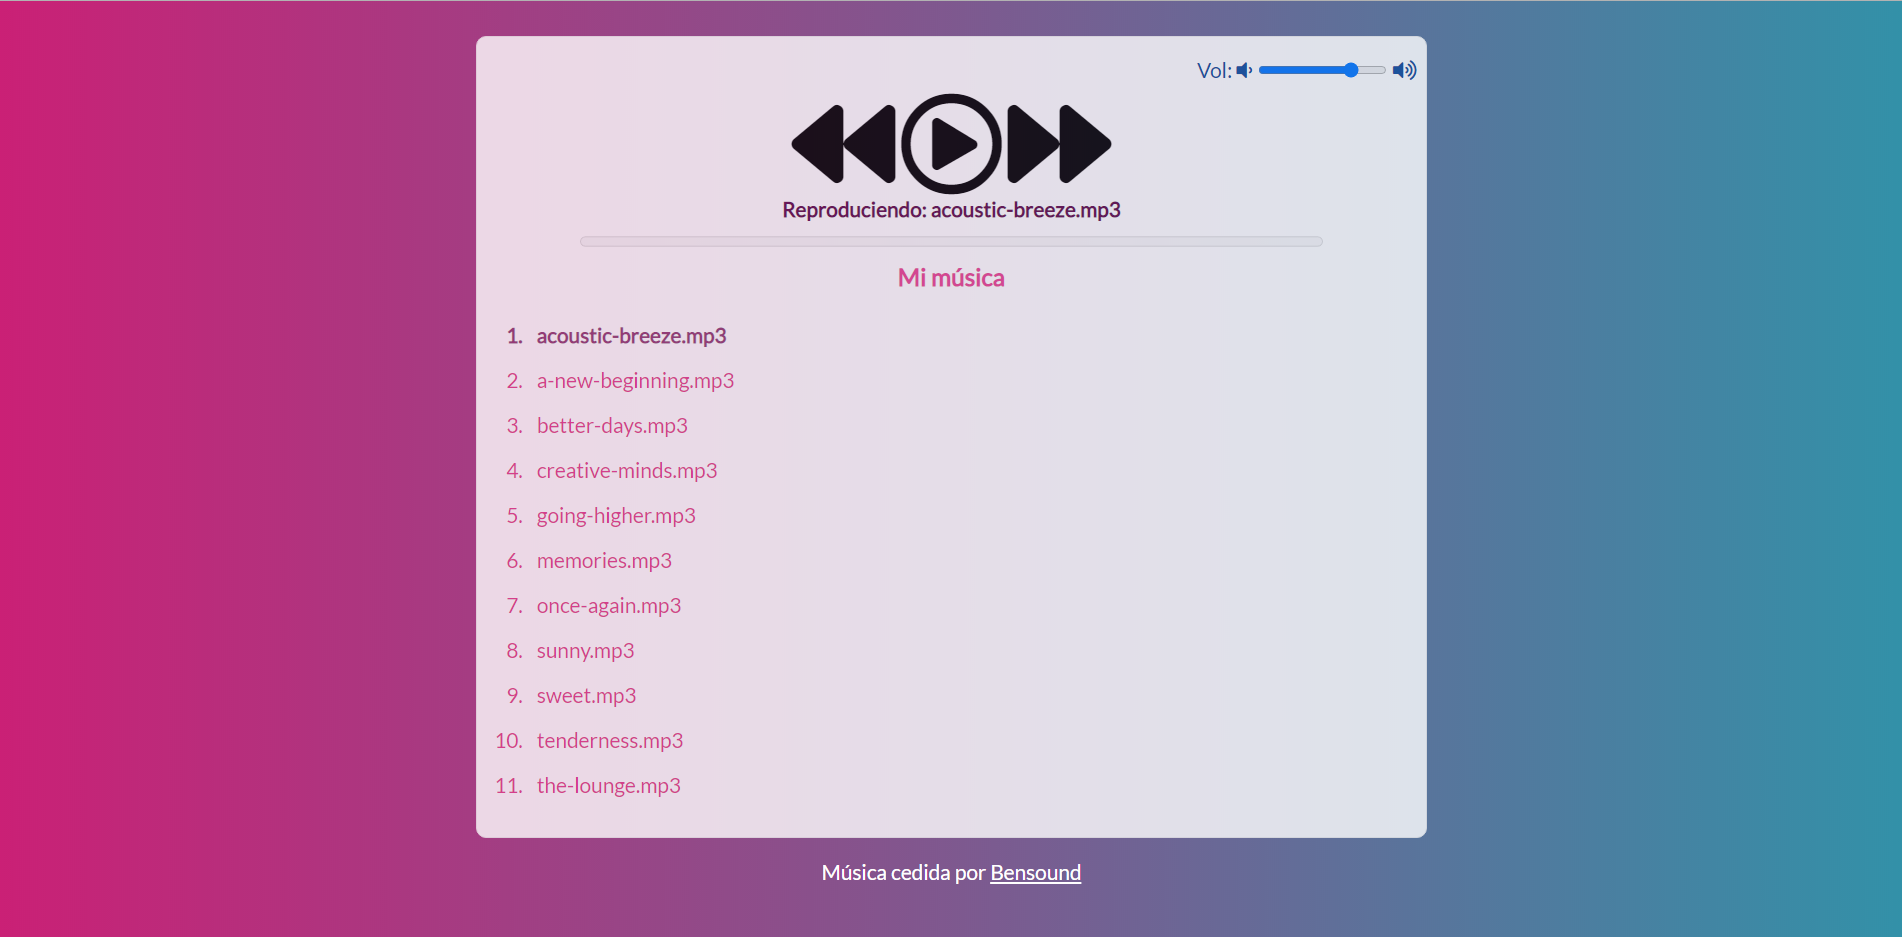 Vol:
Reproduciendo: acoustic-breeze.mp3
Mi música
1. acoustic-breeze.mp3
2. a-new-beginning.mp3
3. better-days.mp3
4. creative-minds.mp3
5. going-higher.mp3
6. memories.mp3
7. once-again.mp3
8. sunny.mp3
9. sweet.mp3
10. tenderness.mp3
11. the-lounge.mp3
Música cedida por Bensound